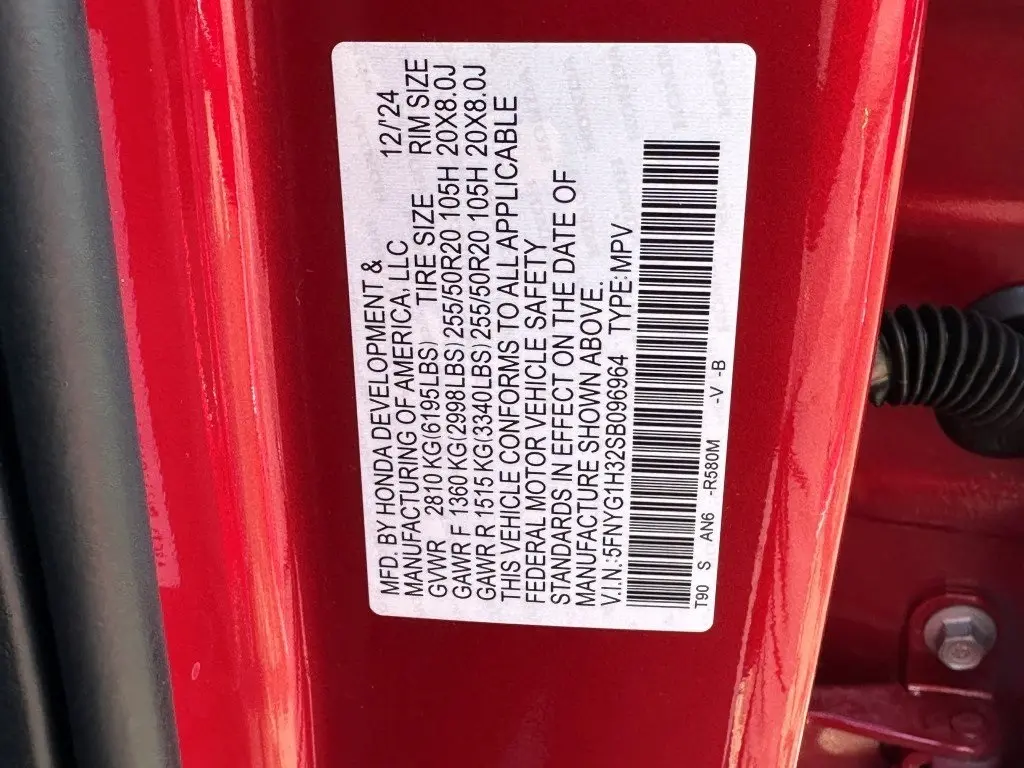 MFD. BY HONDA DEVELOPMENT & 12/'24
MANUFACTURING OF AMERICA, LLC
GVWR 2810 KG(6195LBS) TIRE SIZE RIM SIZE
GAWR F 1360 KG(2998LBS)255/50R20 105H 20X8.0J
GAWR R 1515 KG(3340LBS)255/50R20 105H 20X8.0J
THIS VEHICLE CONFORMS TO ALL APPLICABLE
FEDERAL MOTOR VEHICLE SAFETY
STANDARDS IN EFFECT ON THE DATE OF
MANUFACTURE SHOWN ABOVE.
V.I.N:5FNYG1H32SB096964 TYPE:MPV
T90 S AN6 -R580M -V -B